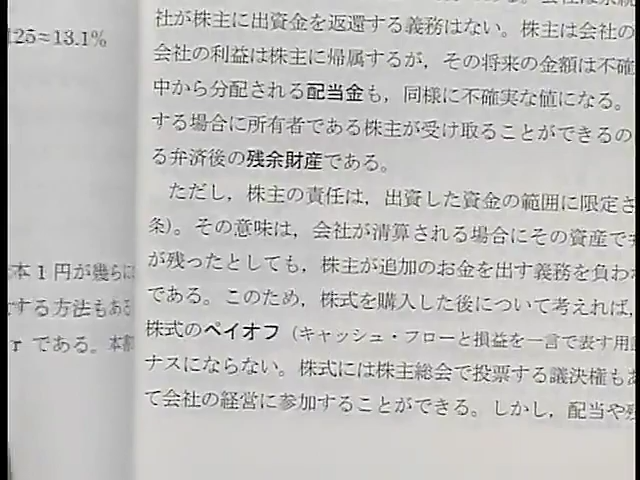 125≈13.1%
本1円が幾らに
する方法もある
r である。本
社が株主に出資金を返還する義務はない。株主は会社の
会社の利益は株主に帰属するが，その将来の金額は不確
中から分配される配当金も，同様に不確実な値になる。
する場合に所有者である株主が受け取ることができるの
る弁済後の残余財産である。
ただし，株主の責任は，出資した資金の範囲に限定さ
条)。その意味は，会社が清算される場合にその資産で
が残ったとしても，株主が追加のお金を出す義務を負わ
である。このため，株式を購入した後について考えれば，
株式のペイオフ（キャッシュ・フローと損益を一言で表す用
ナスにならない。株式には株主総会で投票する議決権もあ
て会社の経営に参加することができる。しかし，配当や残